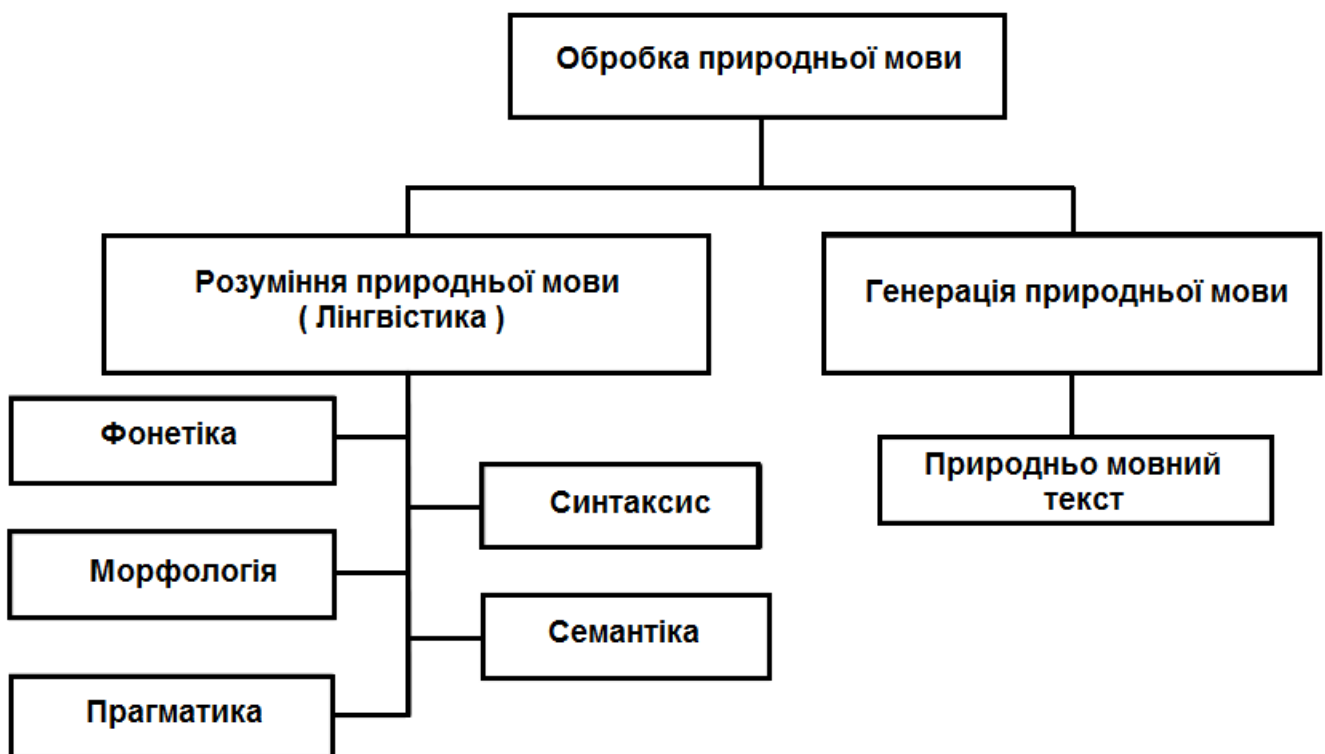 Обробка природньої мови
Розуміння природньої мови
( Лінгвістика )
Генерація природньої мови
Фонетіка
Синтаксис
Морфологія
Семантіка
Прагматика
Природньо мовний
текст